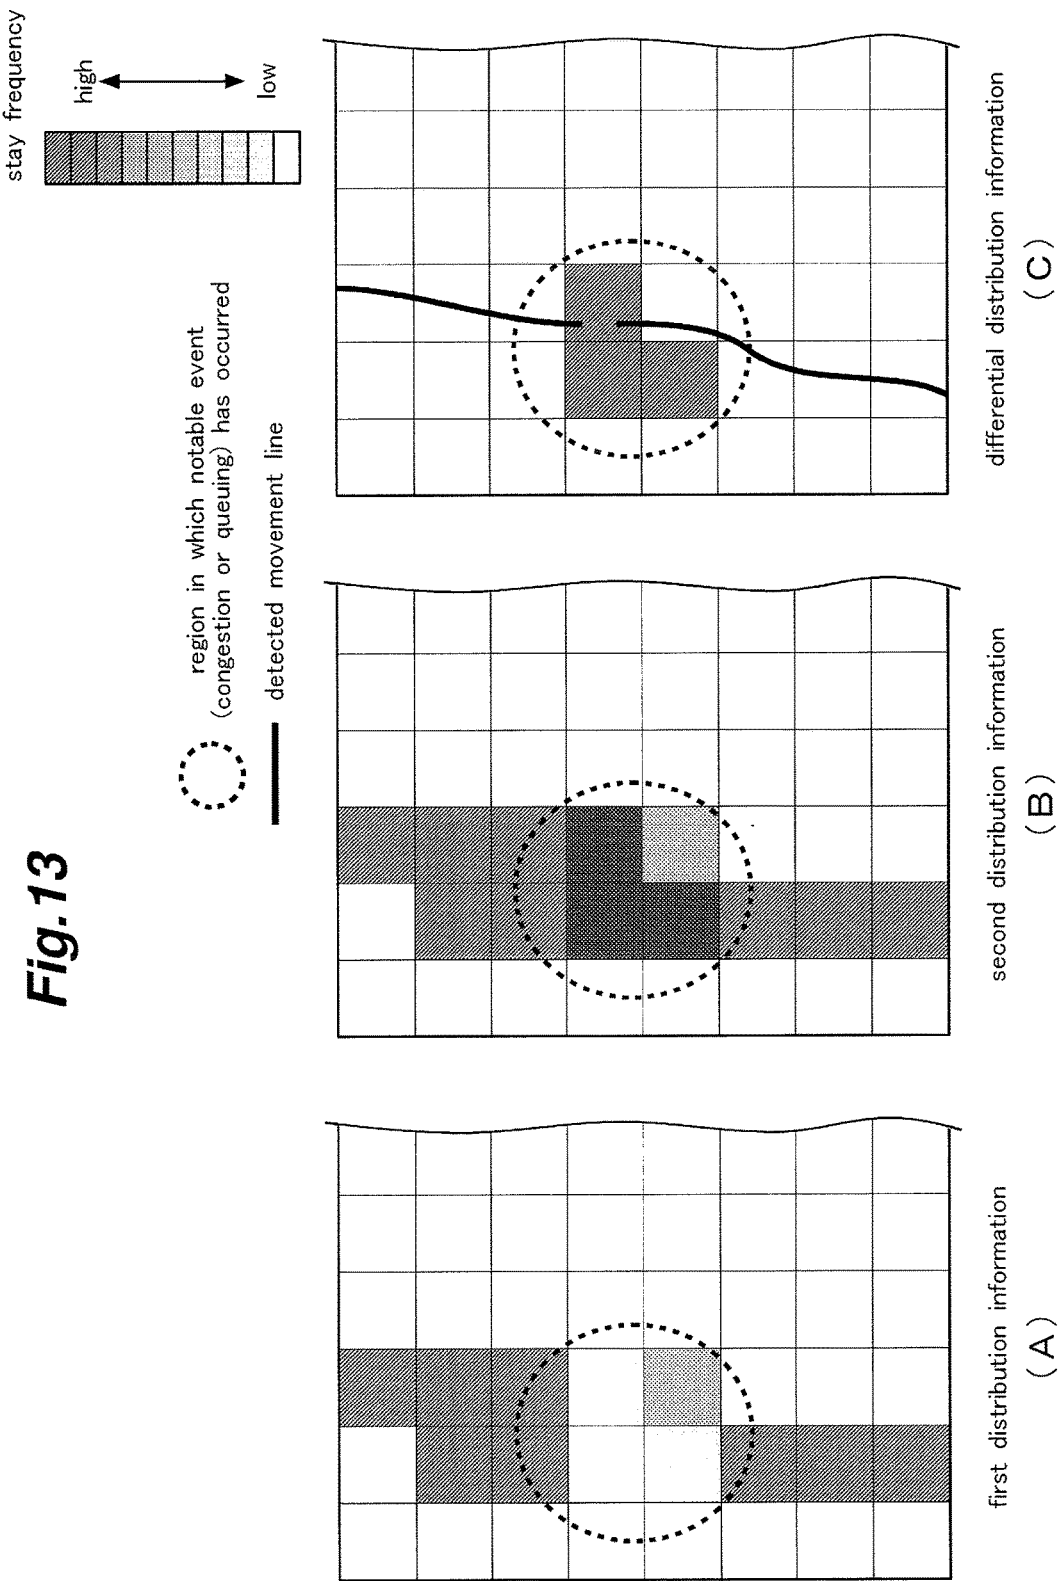 Fig.13
region in which notable event
(congestion or queuing) has occurred
detected movement line
stay frequency
high
low
first distribution information
(A)
second distribution information
(B)
differential distribution information
(C)